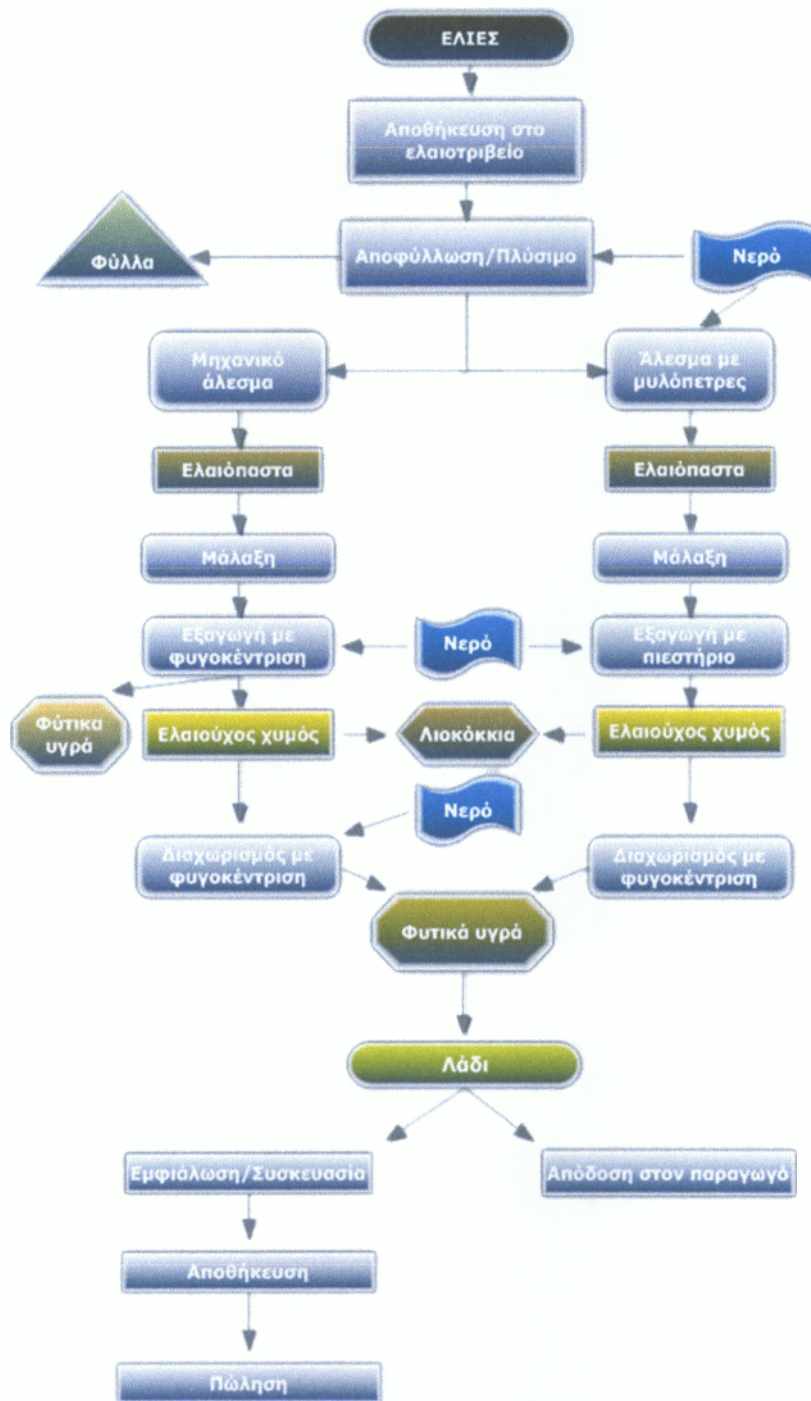 ΕΛΙΕΣ
Αποθήκευση στο
ελαιοτριβείο
Φύλλα
Αποφύλλωση/Πλύσιμο
Νερό
Μηχανικό
άλεσμα
Άλεσμα με
μυλόπετρες
Ελαιόπαστα
Ελαιόπαστα
Μάλαξη
Μάλαξη
Εξαγωγή με
φυγοκέντριση
Νερό
Εξαγωγή με
πιεστήριο
Φύτικα
υγρά
Ελαιούχος χυμός
Λιοκόκκια
Ελαιούχος χυμός
Νερό
Διαχωρισμός με
φυγοκέντριση
Διαχωρισμός με
φυγοκέντριση
Φυτικά υγρά
Λάδι
Εμφιάλωση/Συσκευασία
Απόδοση στον παραγωγό
Αποθήκευση
Πώληση